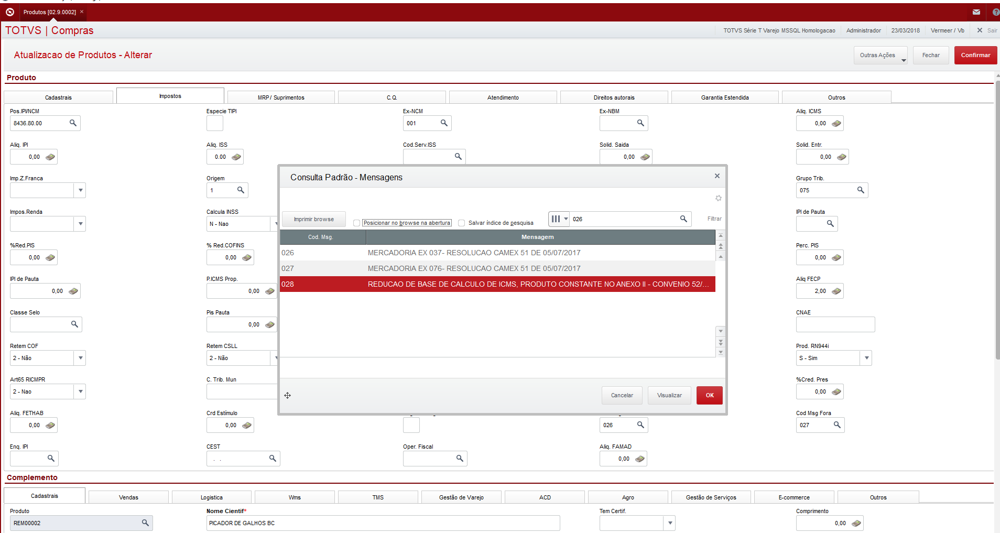 Produtos [02.9.0002] ×
TOTVS | Compras
TOTVS Série T Varejo MSSQL Homologacao Administrador 23/03/2018 Vermeer / Vb Sair
Atualizacao de Produtos - Alterar
Outras Ações Fechar Confirmar
Produto
Cadastrais Impostos MRP / Suprimentos C.Q. Atendimento Direitos autorais Garantia Estendida Outros
Pos.IPI/NCM Especie TIPI Ex-NCM Ex-NBM Aliq. ICMS
8436.80.00 001 0,00
Aliq. IPI Aliq. ISS Cod.Serv.ISS Solid. Saida Solid. Entr.
0,00 0.00 0,00 0,00
Imp.Z.Franca Origem Grupo Trib.
1 075
Impos.Renda Calcula INSS IPI de Pauta
N - Nao
%Red.PIS % Red.COFINS Perc. PIS
0,00 0,00 0,00
IPI de Pauta P.ICMS Prop. Aliq FECP
0,00 0,00 2,00
Classe Selo Pis Pauta CNAE
0,00
Retem COF Retem CSLL Prod. RN944i
2 - Não 2 - Não S - Sim
Art65 RICMPR C. Trib. Mun %Cred. Pres
2 - Nao 0,00
Aliq. FETHAB Crd Estímulo Cod Msg Fora
0,00 0,00 026 027
Enq. IPI CEST Oper. Fiscal Aliq. FAMAD
. . 0,00
Consulta Padrão - Mensagens
Imprimir browse Posicionar no browse na abertura Salvar índice de pesquisa 026 Filtrar
Cod. Msg. Mensagem
026 MERCADORIA EX 037- RESOLUCAO CAMEX 51 DE 05/07/2017
027 MERCADORIA EX 076- RESOLUCAO CAMEX 51 DE 05/07/2017
028 REDUCAO DE BASE DE CALCULO DE ICMS, PRODUTO CONSTANTE NO ANEXO II - CONVENIO 52/...
Cancelar Visualizar OK
Complemento
Cadastrais Vendas Logistica Wms TMS Gestão de Varejo ACD Agro Gestão de Serviços E-commerce Outros
Produto Nome Cientif* Tem Certif. Comprimento
REM00002 PICADOR DE GALHOS BC 0,00